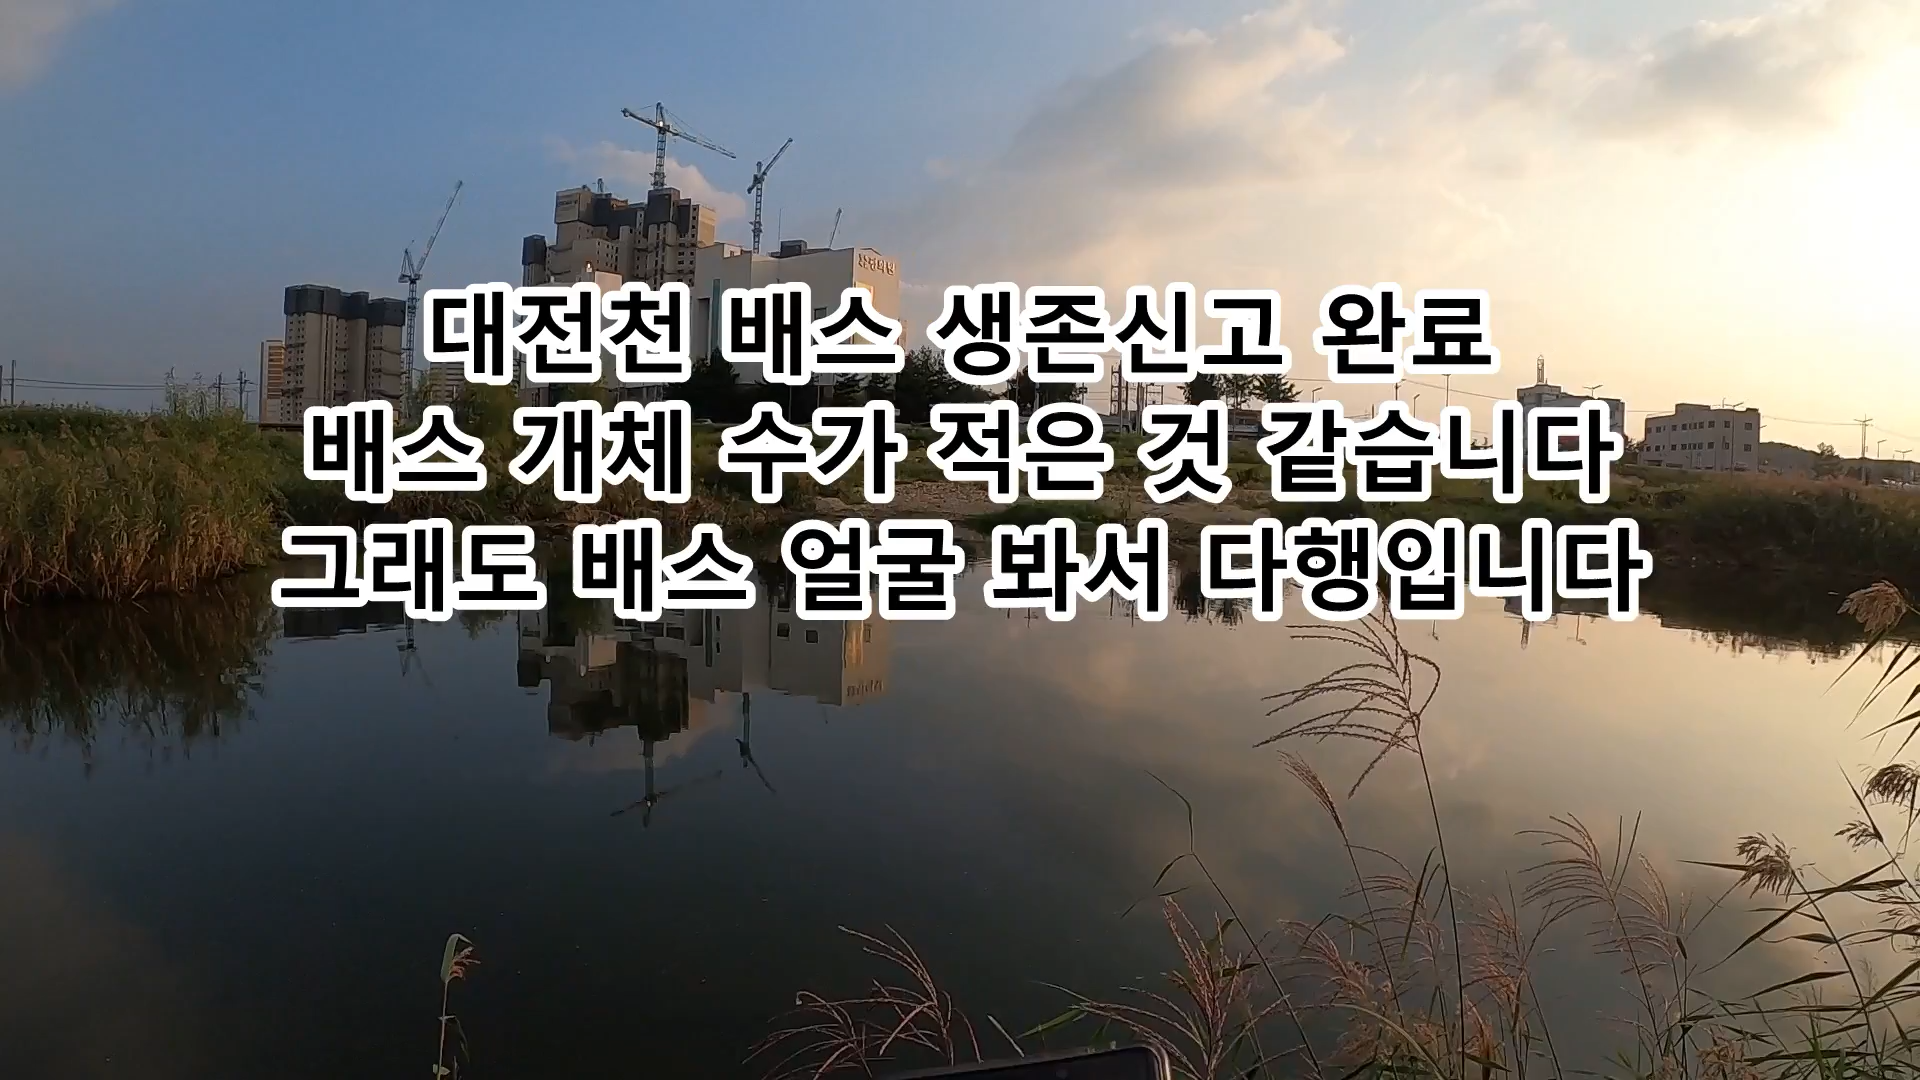 대전천 배스 생존신고 완료
배스 개체 수가 적은 것 같습니다
그래도 배스 얼굴 봐서 다행입니다